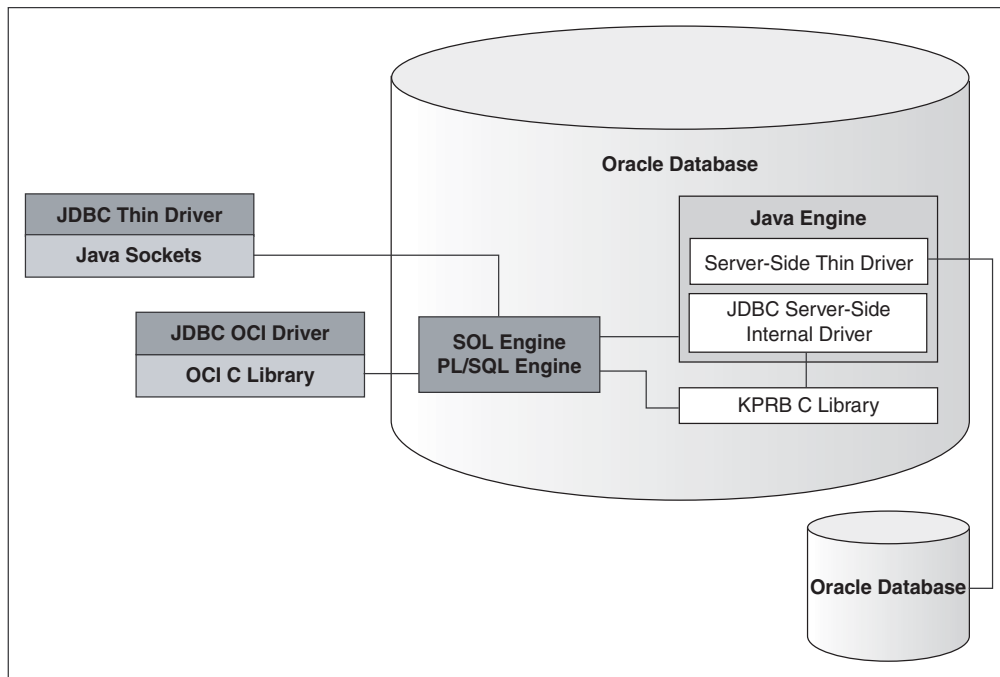 Oracle Database
JDBC Thin Driver
Java Sockets
Java Engine
Server-Side Thin Driver
JDBC Server-Side
Internal Driver
JDBC OCI Driver
OCI C Library
SOL Engine
PL/SQL Engine
KPRB C Library
Oracle Database